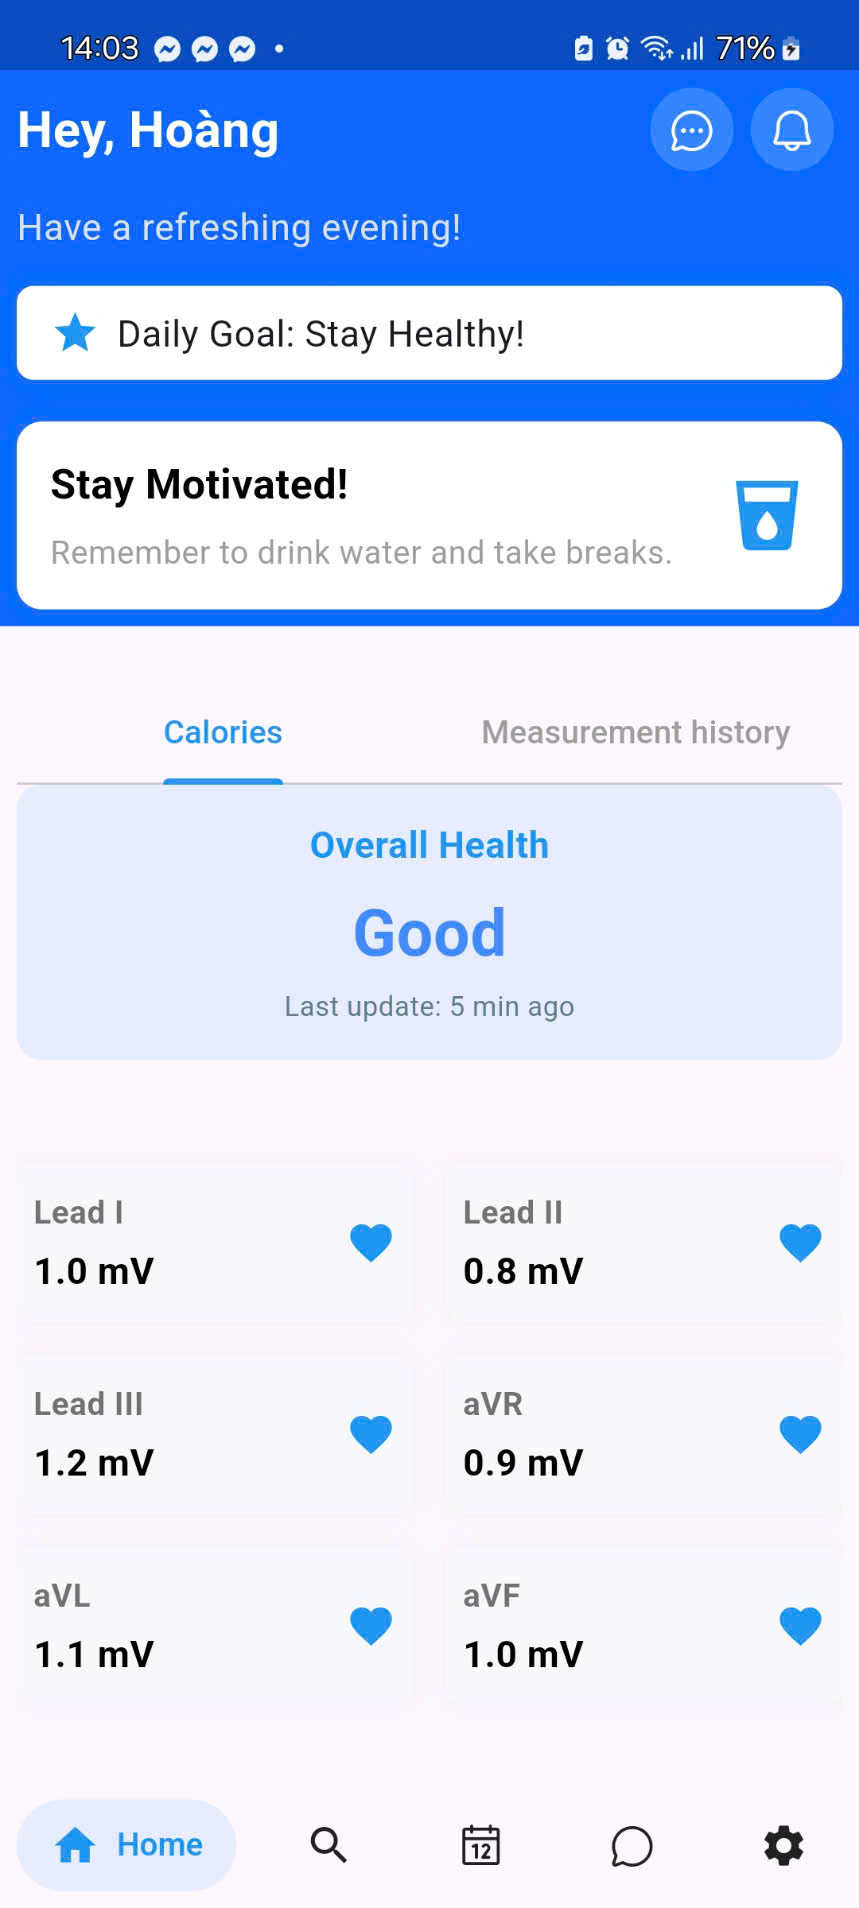 14:03
71%
Hey, Hoàng
Have a refreshing evening!
Daily Goal: Stay Healthy!
Stay Motivated!
Remember to drink water and take breaks.
Calories
Measurement history
Overall Health
Good
Last update: 5 min ago
Lead I
1.0 mV
Lead II
0.8 mV
Lead III
1.2 mV
aVR
0.9 mV
aVL
1.1 mV
aVF
1.0 mV
Home
12